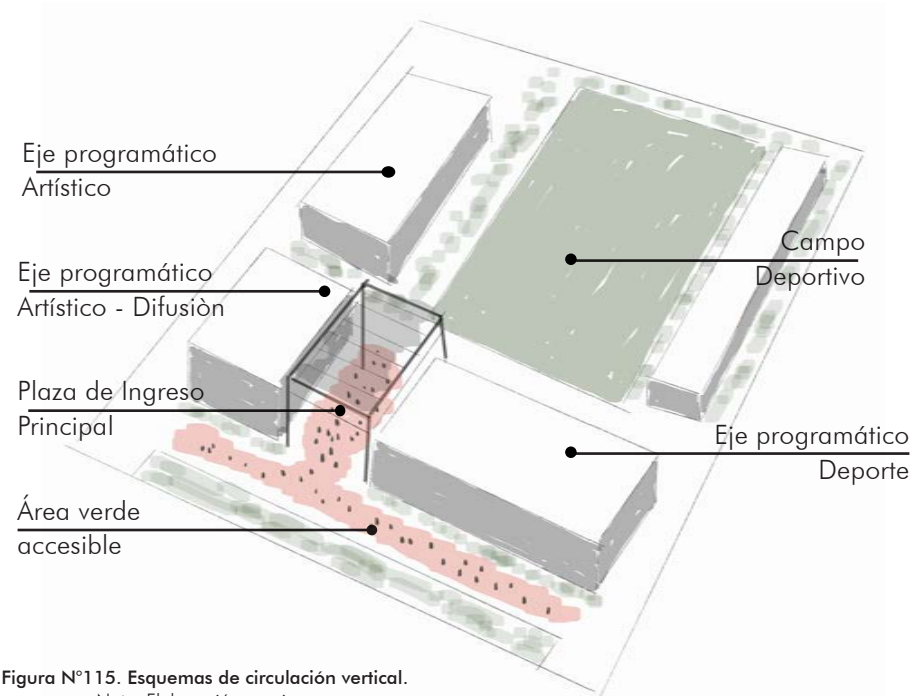 Eje programático
Artístico
Eje programático
Artístico - Difusiòn
Plaza de Ingreso
Principal
Área verde
accesible
Campo
Deportivo
Eje programático
Deporte
Figura N°115. Esquemas de circulación vertical.